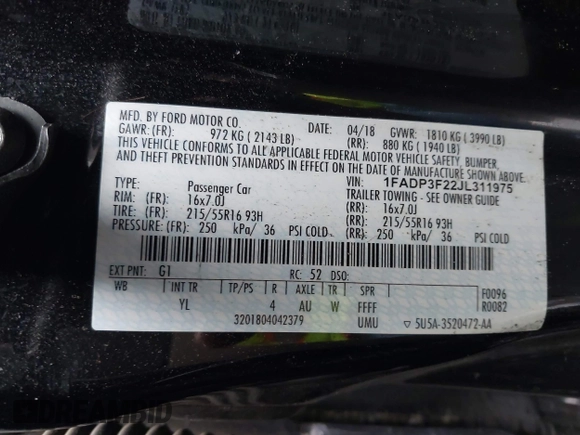 MFD. BY FORD MOTOR CO.
DATE: 04/18 GVWR: 1810 KG ( 3990 LB)
GAWR: (FR): 972 KG ( 2143 LB) (RR): 880 KG ( 1940 LB)
THIS VEHICLE CONFORMS TO ALL APPLICABLE FEDERAL MOTOR VEHICLE SAFETY, BUMPER,
AND THEFT PREVENTION STANDARDS IN EFFECT ON THE DATE OF MANUFACTURE SHOWN ABOVE.
VIN: 1FADP3F22JL311975
TYPE: Passenger Car TRAILER TOWING - SEE OWNER GUIDE
RIM: (FR): 16x7.0J (RR): 16x7.0J
TIRE: (FR): 215/55R16 93H (RR): 215/55R16 93H
PRESSURE: (FR): 250 kPa/ 36 PSI COLD (RR): 250 kPa/ 36 PSI COLD
EXT PNT: G1 RC: 52 DSO:
WB INT TR TP/PS R AXLE TR SPR F0096
YL 4 AU W FFFF R0082
3201804042379 UMU 5U5A-3520472-AA
DREAMBID